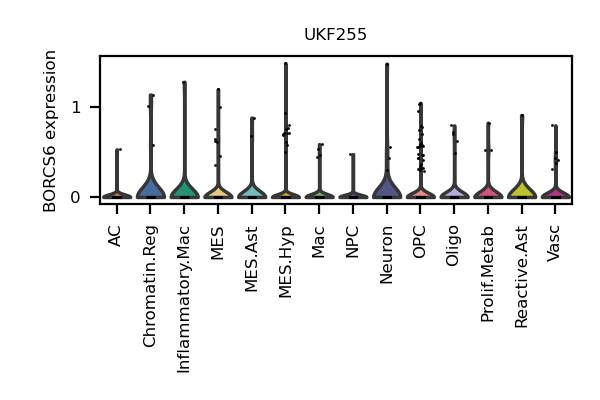 UKF255
BORCS6 expression
1
0
AC
Chromatin.Reg
Inflammatory.Mac
MES
MES.Ast
MES.Hyp
Mac
NPC
Neuron
OPC
Oligo
Prolif.Metab
Reactive.Ast
Vasc